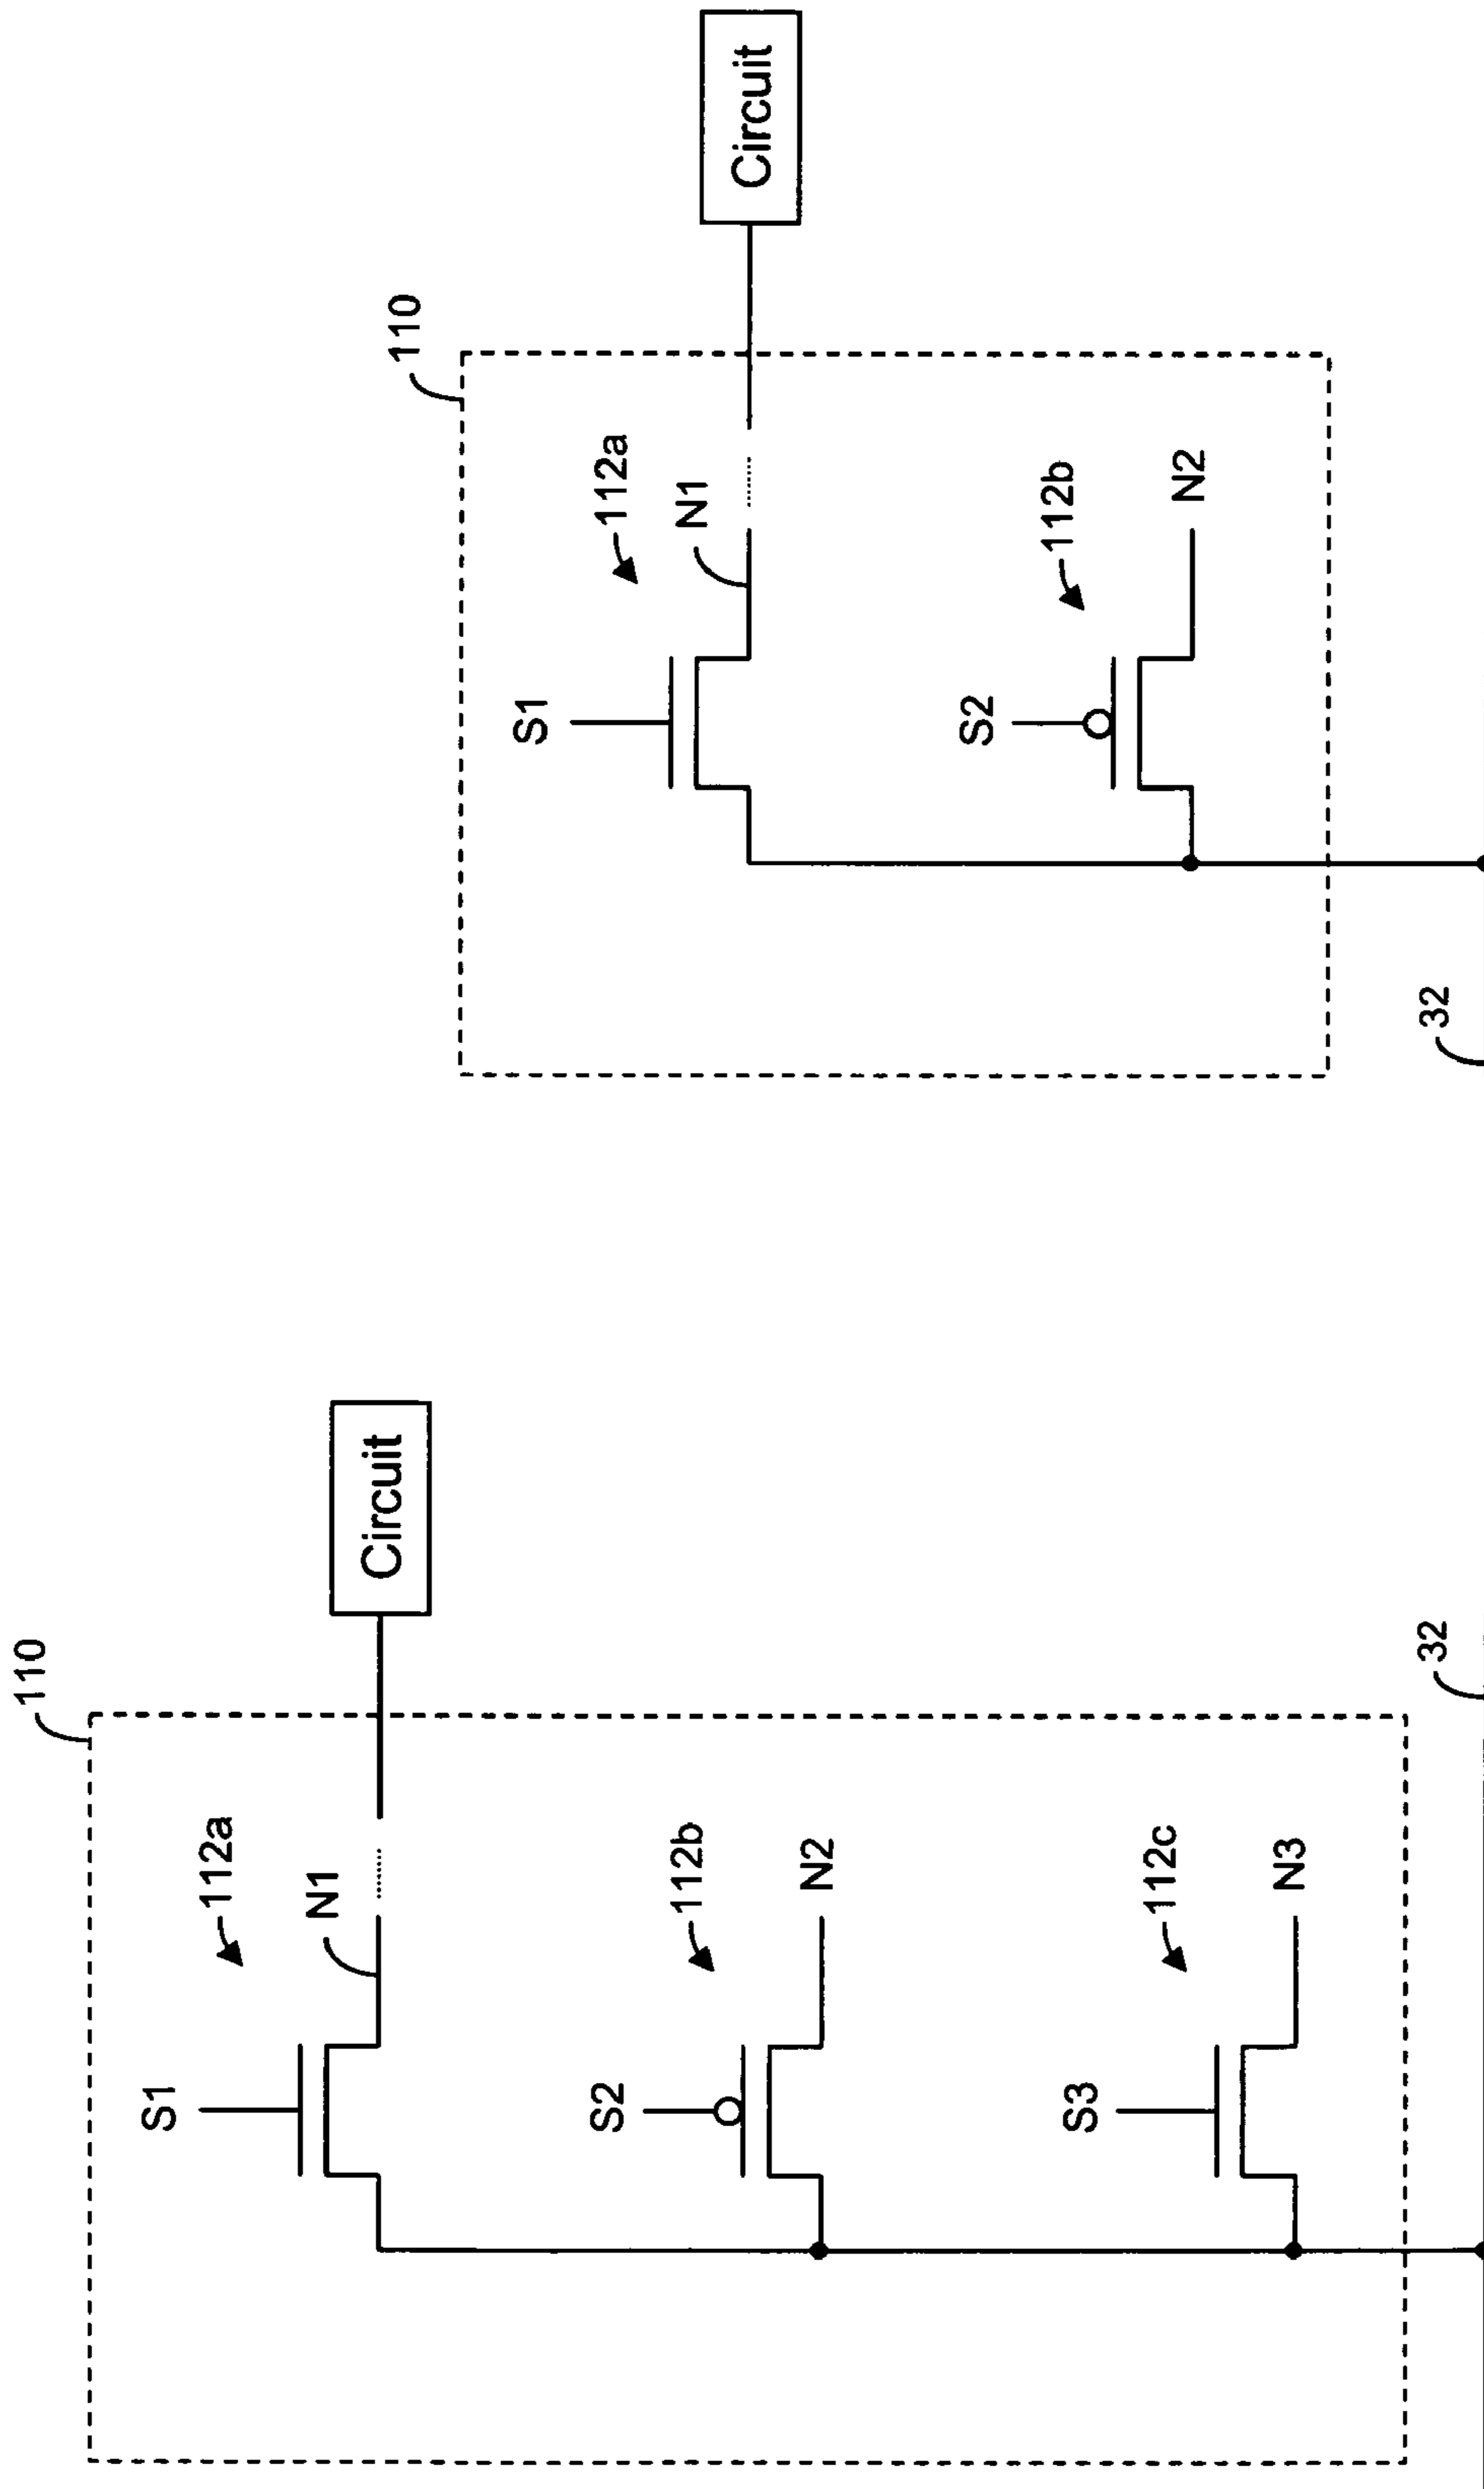 110
S1
112a
N1
Circuit
S2
112b
N2
S3
112c
N3
32
110
S1
112a
N1
Circuit
S2
112b
N2
32